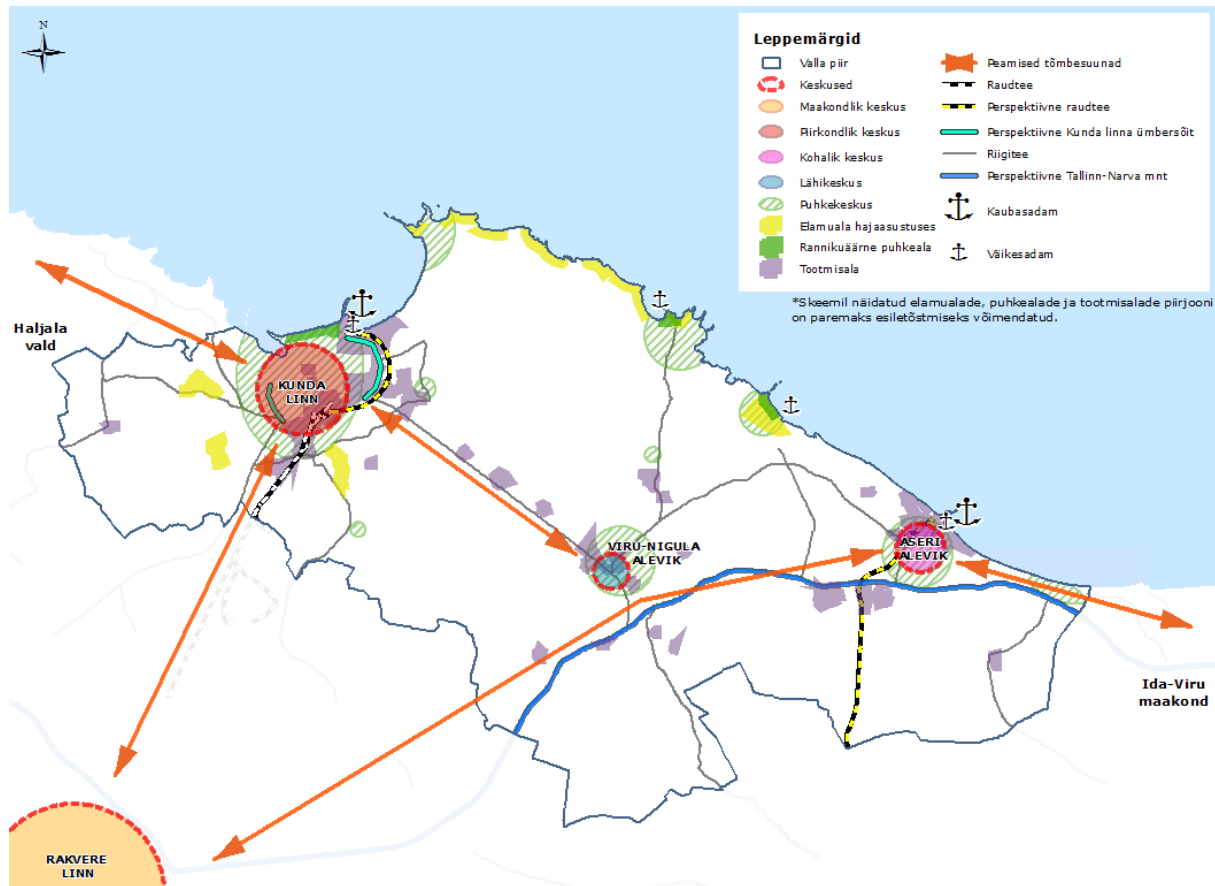 N
Leppemärgid
Valla piir
Keskused
Maakondlik keskus
Piirkondlik keskus
Kohalik keskus
Lähikeskus
Puhkekeskus
Elamuala hajaasustuses
Rannikuäärne puhkeala
Tootmisala
Peamised tõmbesuunad
Raudtee
Perspektiivne raudtee
Perspektiivne Kunda linna ümbersõit
Riigitee
Perspektiivne Tallinn-Narva mnt
Kaubasadam
Väikesadam
*Skeemil näidatud elamualade, puhkealade ja tootmisalade piirjooni
on paremaks esiletõstmiseks võimendatud.
Haljala
vald
KUNDA
LINN
VIRU-NIGULA
ALEVIK
ASERI
ALEVIK
Ida-Viru
maakond
RAKVERE
LINN